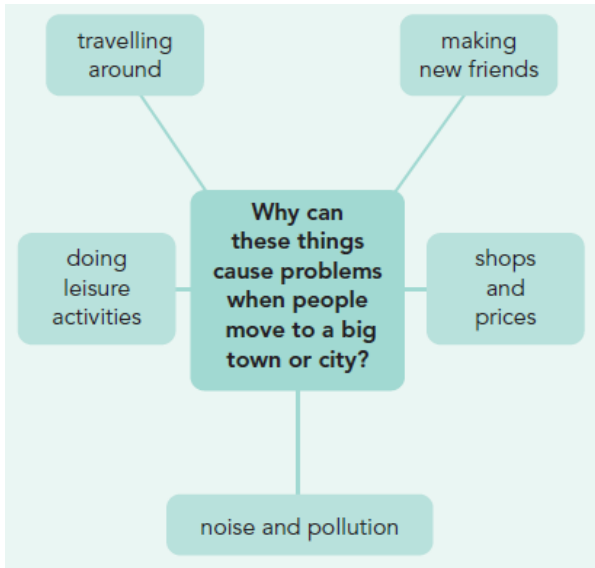 travelling
around
making
new friends
Why can
these things
cause problems
when people
move to a big
town or city?
doing
leisure
activities
shops
and
prices
noise and pollution